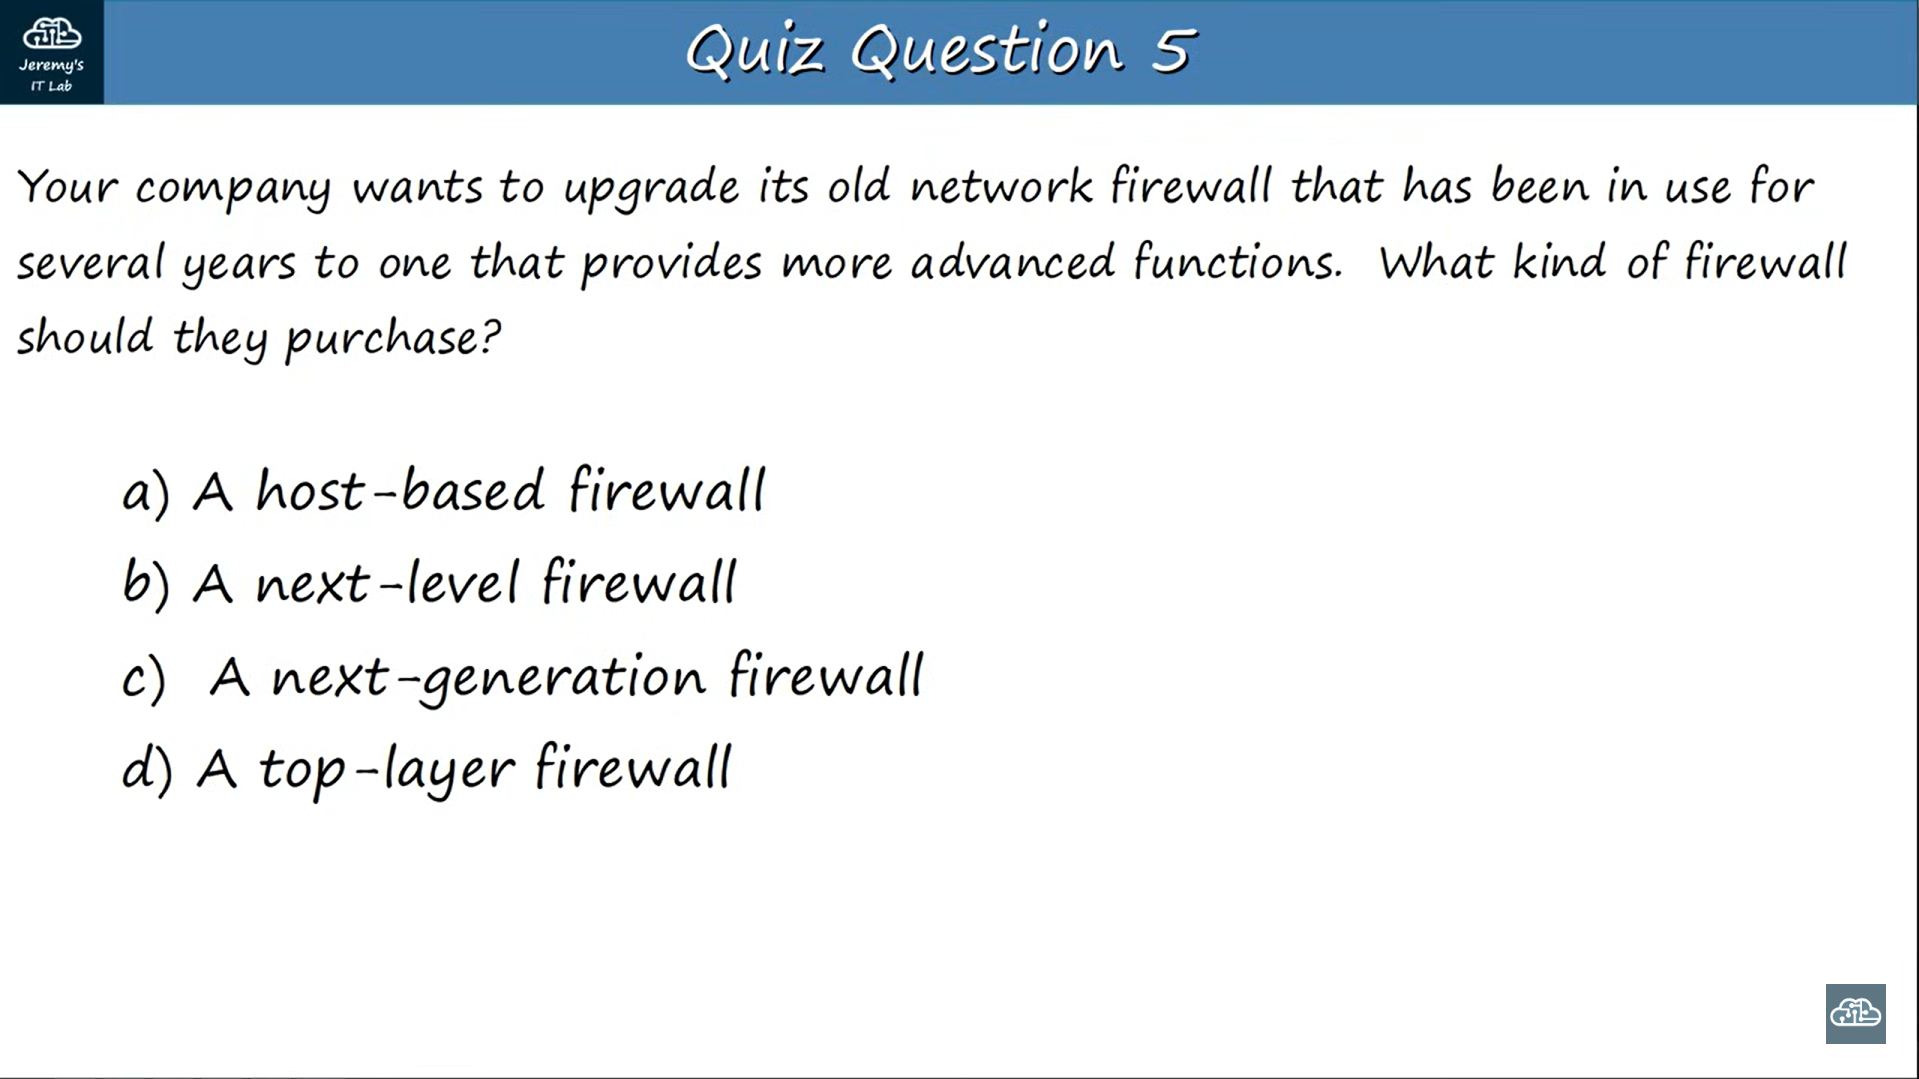 Jeremy's
IT Lab
Quiz Question 5
Your company wants to upgrade its old network firewall that has been in use for
several years to one that provides more advanced functions. What kind of firewall
should they purchase?
a) A host-based firewall
b) A next-level firewall
c) A next-generation firewall
d) A top-layer firewall